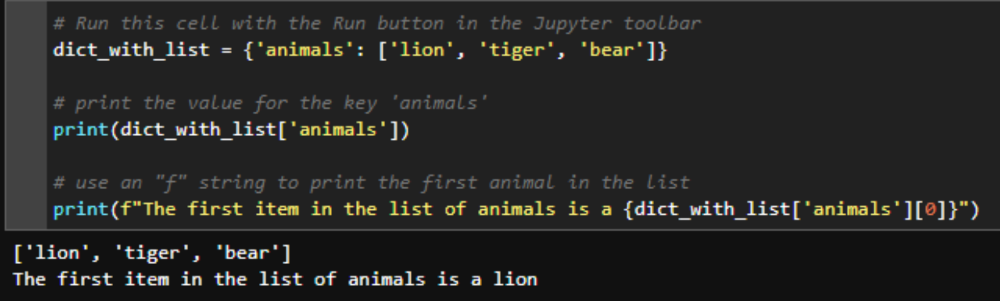 # Run this cell with the Run button in the Jupyter toolbar
dict_with_list = {'animals': ['lion', 'tiger', 'bear']}
# print the value for the key 'animals'
print(dict_with_list['animals'])
# use an "f" string to print the first animal in the list
print(f"The first item in the list of animals is a {dict_with_list['animals'][0]}")
['lion', 'tiger', 'bear']
The first item in the list of animals is a lion